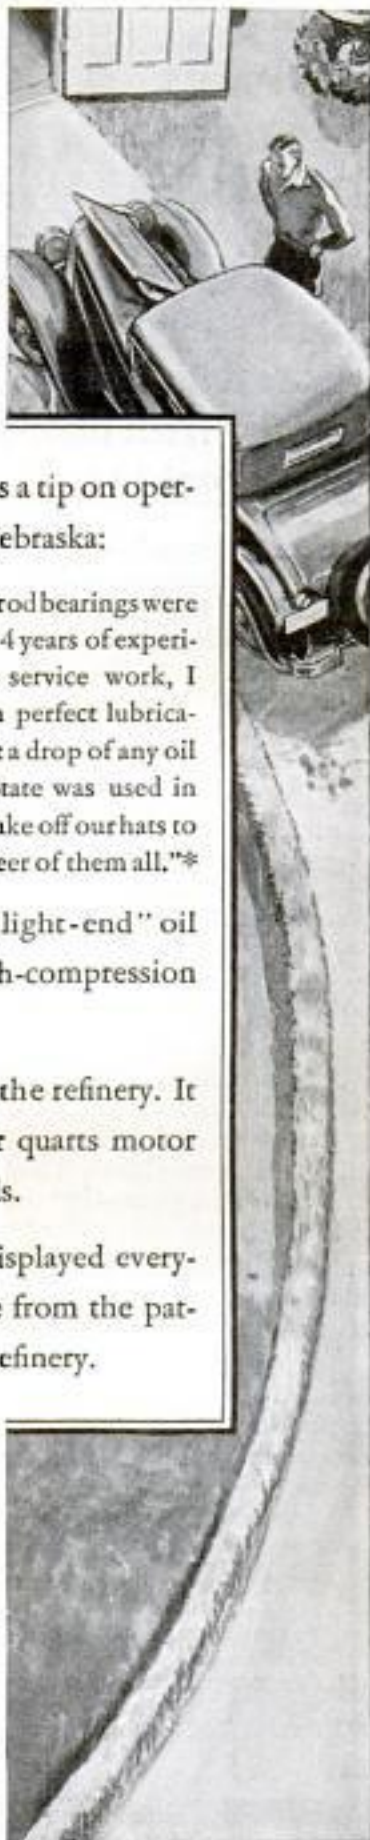 s a tip on oper-
ebraska:
rod bearings were
4 years of experi-
service work, I
n perfect lubrica-
t a drop of any oil
tate was used in
ake off our hats to
eer of them all."*
light-end" oil
h-compression
the refinery. It
r quarts motor
s.
isplayed every-
e from the pat-
efinery.